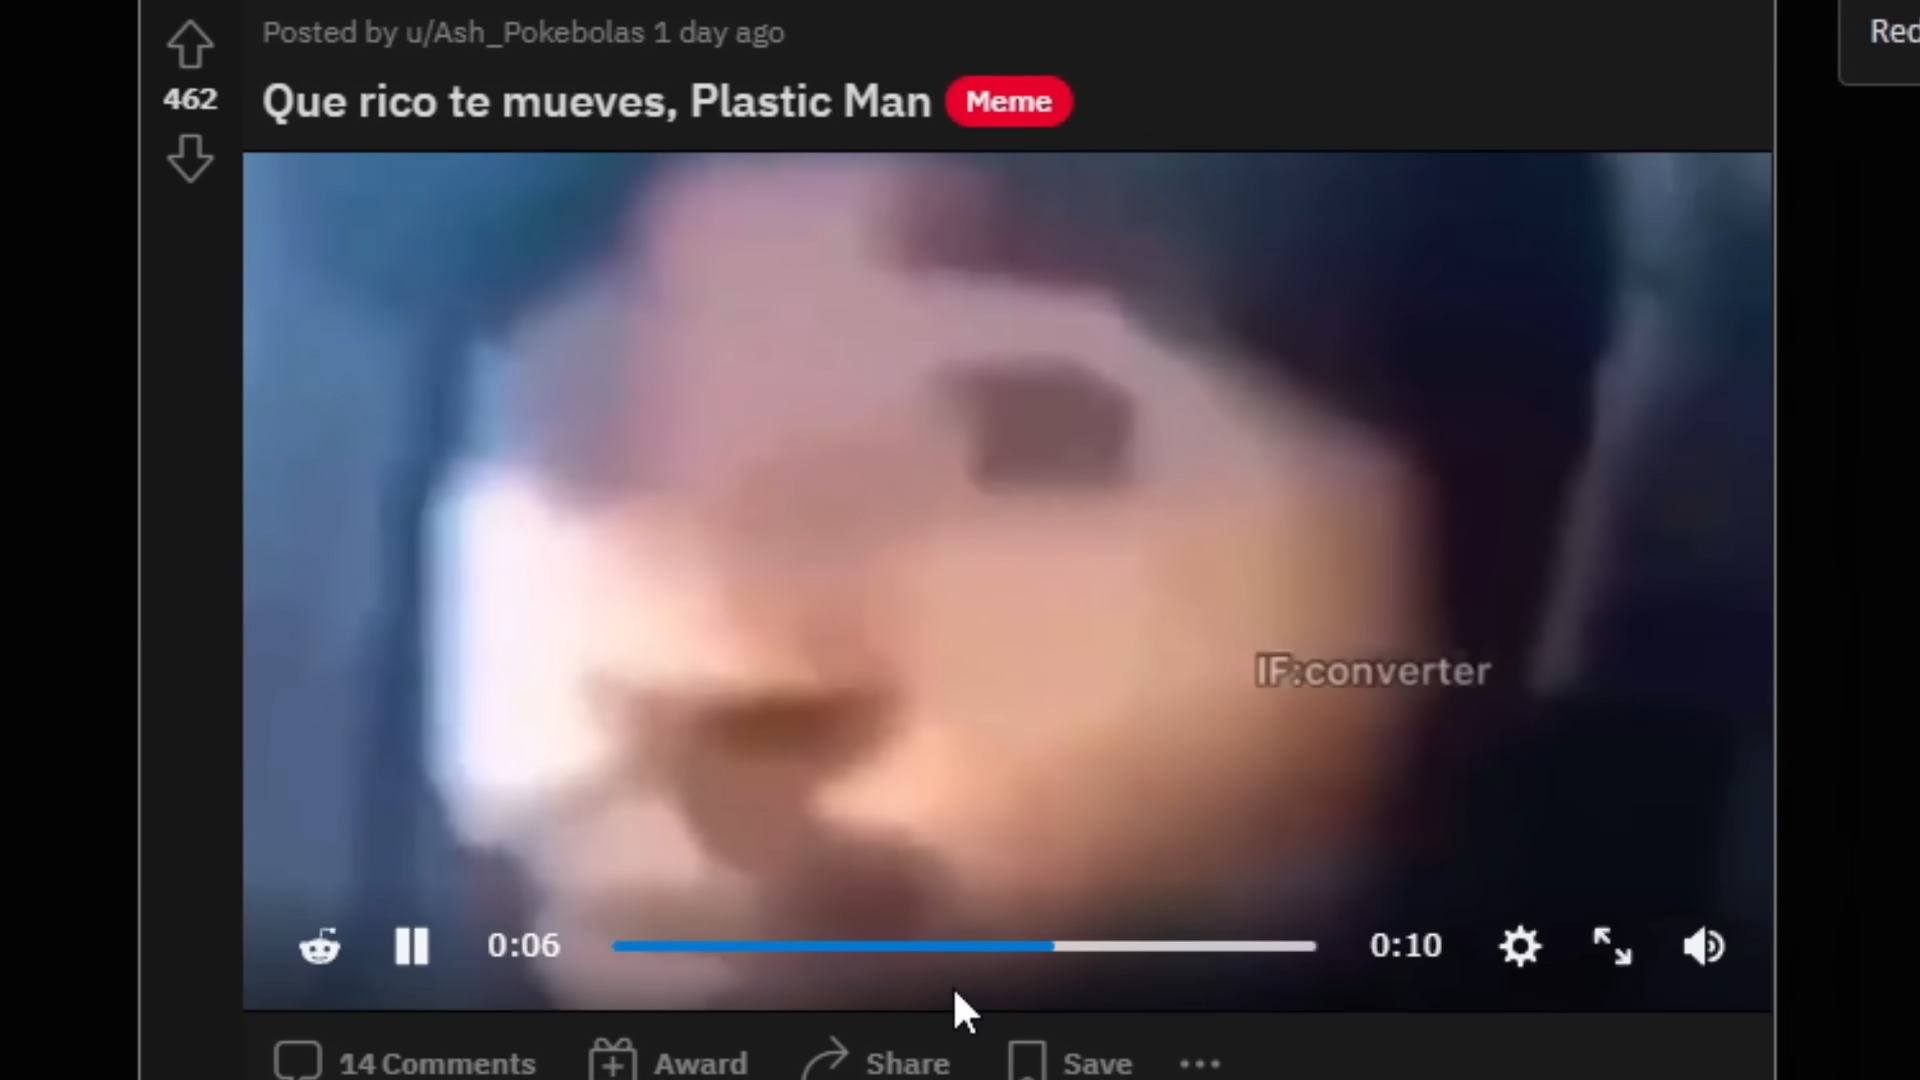 Posted by u/Ash_Pokebolas 1 day ago
Red
462
Que rico te mueves, Plastic Man Meme
IF:converter
0:06 0:10
14 Comments Award Share Save